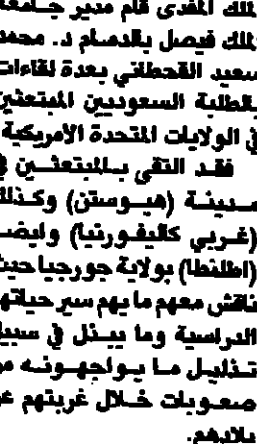 الملك المفدى قام مدير جامعة
الملك فيصل بالدمام د. محمد
سعيد القحطاني بعدة لقاءات
بالطلبة السعوديين المبتعثين
في الولايات المتحدة الأمريكية
فقد التقى بالمبتعثين في
مدينة (هيوستن) وكذلك
(غربي كاليفورنيا) وايضا
(اطلنطا) بولاية جورجيا حيث
ناقش معهم ما يهم سير حياتهم
الدراسية وما يبذل في سبيل
تذليل ما يواجهونه من
صعوبات خلال غربتهم عن
بلادهم.